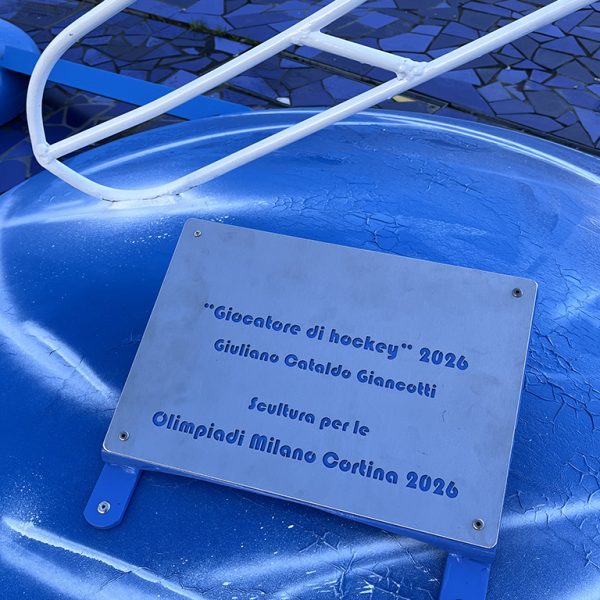 "Giocatore di hockey" 2026
Giuliano Cataldo Giancotti
Scultura per le
Olimpiadi Milano Cortina 2026